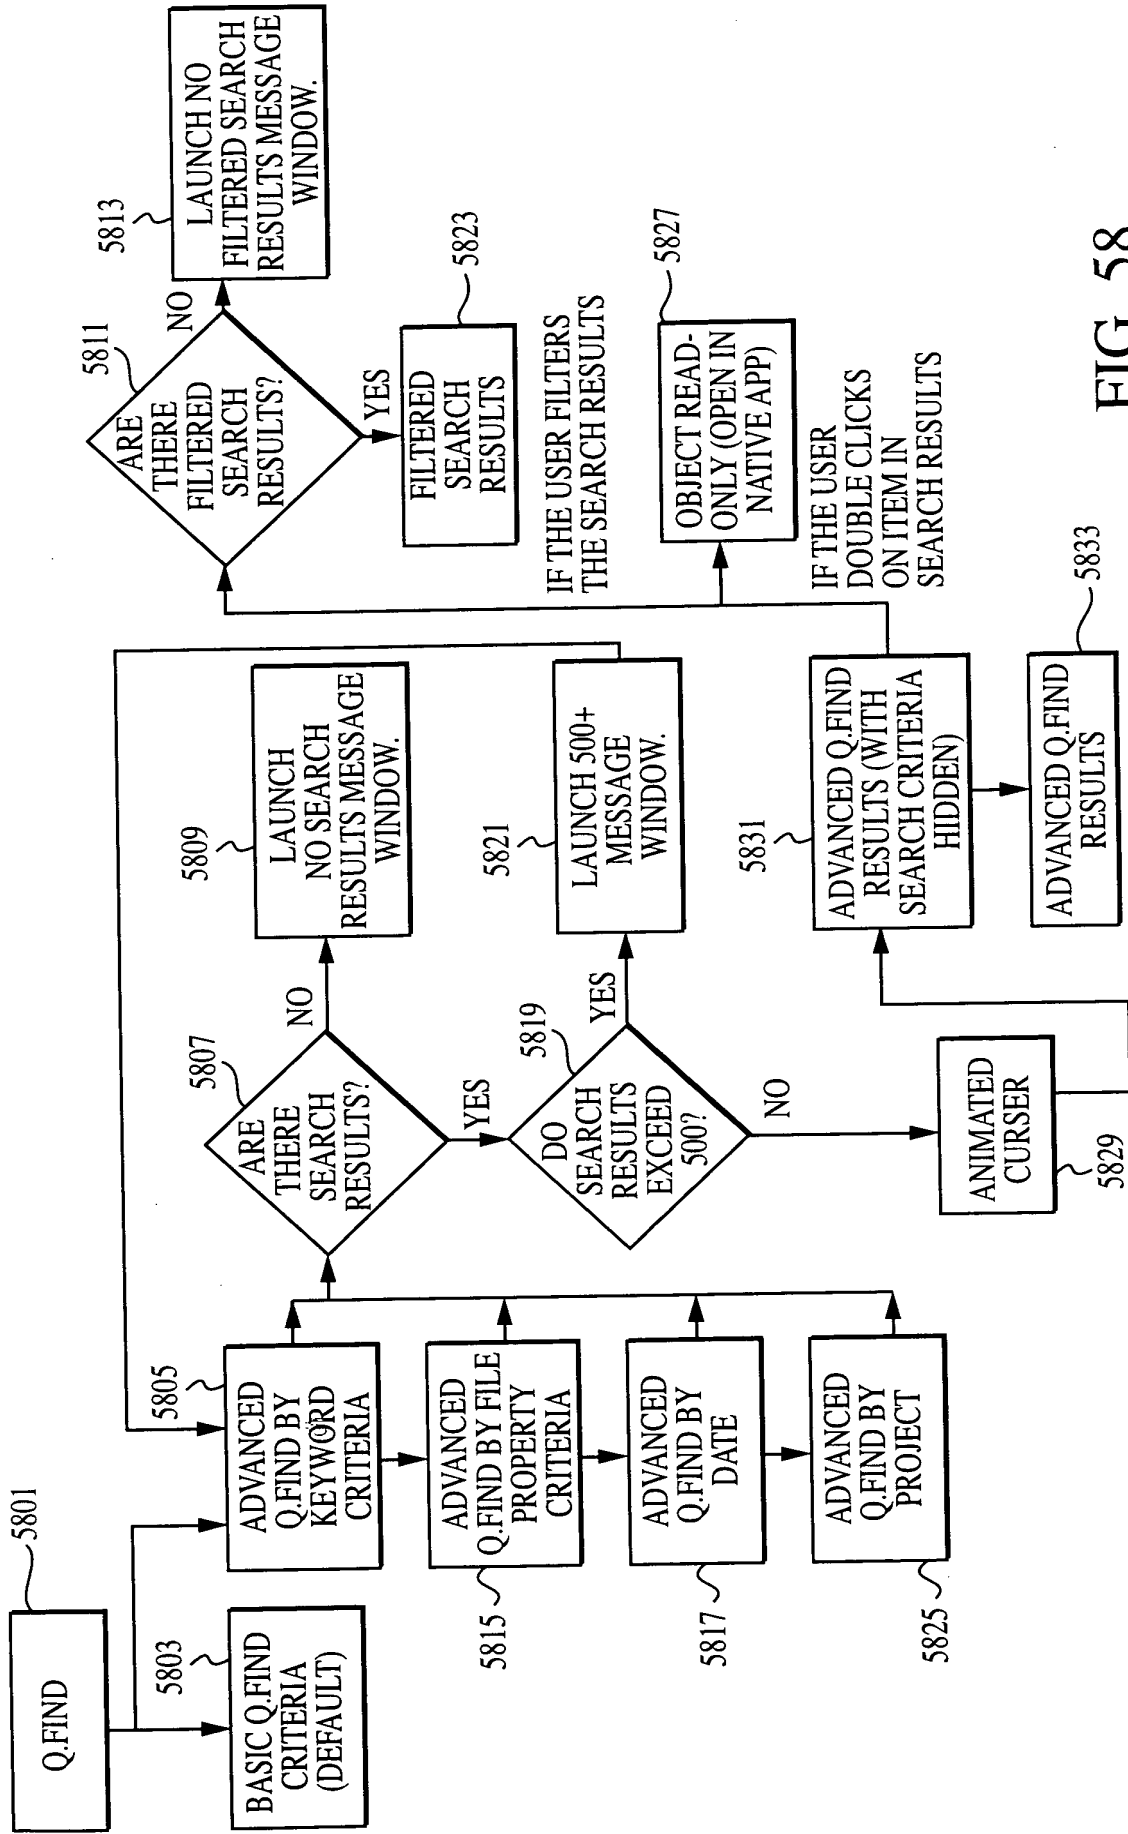 Q.FIND
5801
BASIC Q.FIND
CRITERIA
(DEFAULT)
5803
ADVANCED
Q.FIND BY
KEYWORD
CRITERIA
5805
ADVANCED
Q.FIND BY FILE
PROPERTY
CRITERIA
5815
ADVANCED
Q.FIND BY
DATE
5817
ADVANCED
Q.FIND BY
PROJECT
5825
ARE
THERE
SEARCH
RESULTS?
5807
NO
YES
LAUNCH
NO SEARCH
RESULTS MESSAGE
WINDOW.
5809
DO
SEARCH
RESULTS
EXCEED
500?
5819
YES
NO
LAUNCH 500+
MESSAGE
WINDOW.
5821
ANIMATED
CURSER
5829
ADVANCED Q.FIND
RESULTS (WITH
SEARCH CRITERIA
HIDDEN)
5831
ADVANCED Q.FIND
RESULTS
5833
ARE
THERE
FILTERED
SEARCH
RESULTS?
5811
NO
YES
LAUNCH NO
FILTERED SEARCH
RESULTS MESSAGE
WINDOW.
5813
FILTERED
SEARCH
RESULTS
5823
IF THE USER FILTERS
THE SEARCH RESULTS
OBJECT READ-
ONLY (OPEN IN
NATIVE APP)
5827
IF THE USER
DOUBLE CLICKS
ON ITEM IN
SEARCH RESULTS
FIG. 58